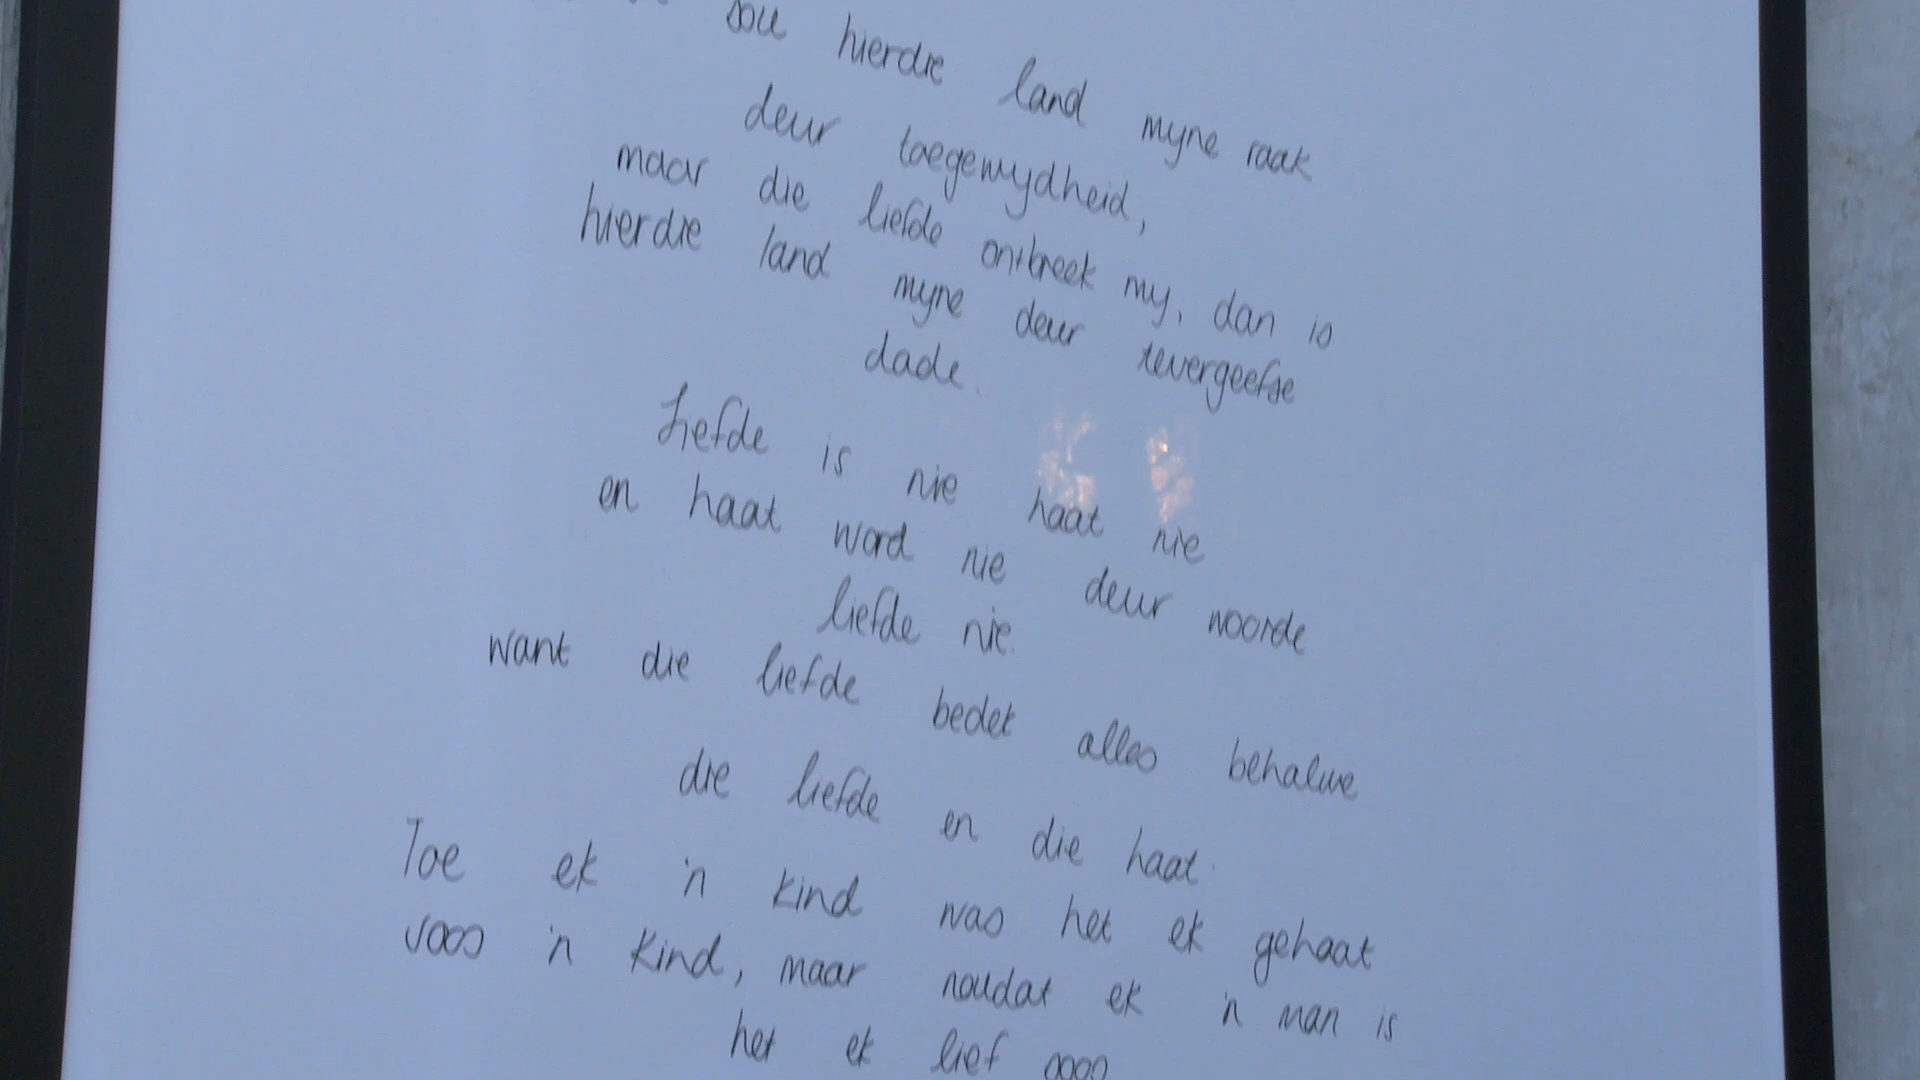 sou hierdie land myne raak
deur toegewydheid,
maar die liefde ontbreek my, dan is
hierdie land myne deur tevergeefse
dade.
Liefde is nie haat nie
en haat word nie deur woorde
liefde nie.
want die liefde bedek alles behalwe
die liefde en die haat.
Toe ek 'n kind was het ek gehaat
soos 'n kind, maar noudat ek 'n man is
het ek lief soos